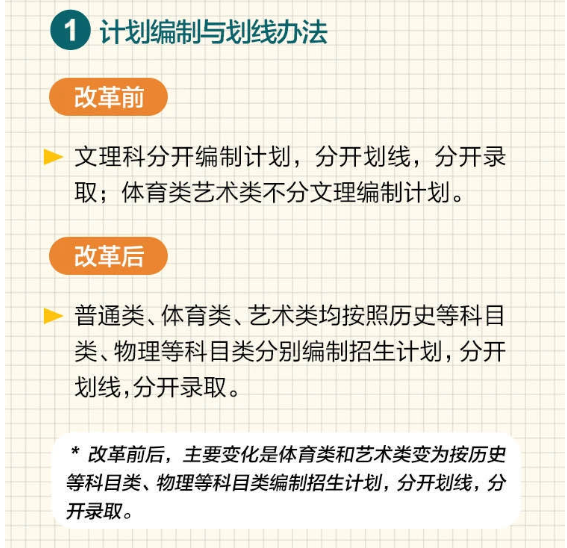 1 计划编制与划线办法
改革前
文理科分开编制计划，分开划线，分开录
取；体育类艺术类不分文理编制计划。
改革后
普通类、体育类、艺术类均按照历史等科目
类、物理等科目类分别编制招生计划，分开
划线,分开录取。
* 改革前后，主要变化是体育类和艺术类变为按历史
等科目类、物理等科目类编制招生计划，分开划线，分
开录取。